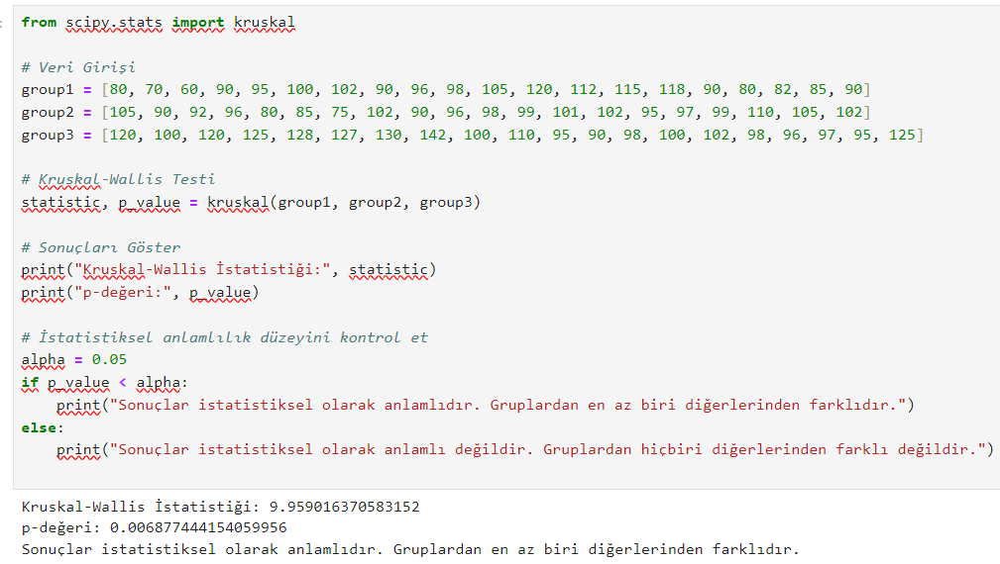 from scipy.stats import kruskal
# Veri Girişi
group1 = [80, 70, 60, 90, 95, 100, 102, 90, 96, 98, 105, 120, 112, 115, 118, 90, 80, 82, 85, 90]
group2 = [105, 90, 92, 96, 80, 85, 75, 102, 90, 96, 98, 99, 101, 102, 95, 97, 99, 110, 105, 102]
group3 = [120, 100, 120, 125, 128, 127, 130, 142, 100, 110, 95, 90, 98, 100, 102, 98, 96, 97, 95, 125]
# Kruskal-Wallis Testi
statistic, p_value = kruskal(group1, group2, group3)
# Sonuçları Göster
print("Kruskal-Wallis İstatistiği:", statistic)
print("p-değeri:", p_value)
# İstatistiksel anlamlılık düzeyini kontrol et
alpha = 0.05
if p_value < alpha:
    print("Sonuçlar istatistiksel olarak anlamlıdır. Gruplardan en az biri diğerlerinden farklıdır.")
else:
    print("Sonuçlar istatistiksel olarak anlamlı değildir. Gruplardan hiçbiri diğerlerinden farklı değildir.")
Kruskal-Wallis İstatistiği: 9.959016370583152
p-değeri: 0.006877444154059956
Sonuçlar istatistiksel olarak anlamlıdır. Gruplardan en az biri diğerlerinden farklıdır.